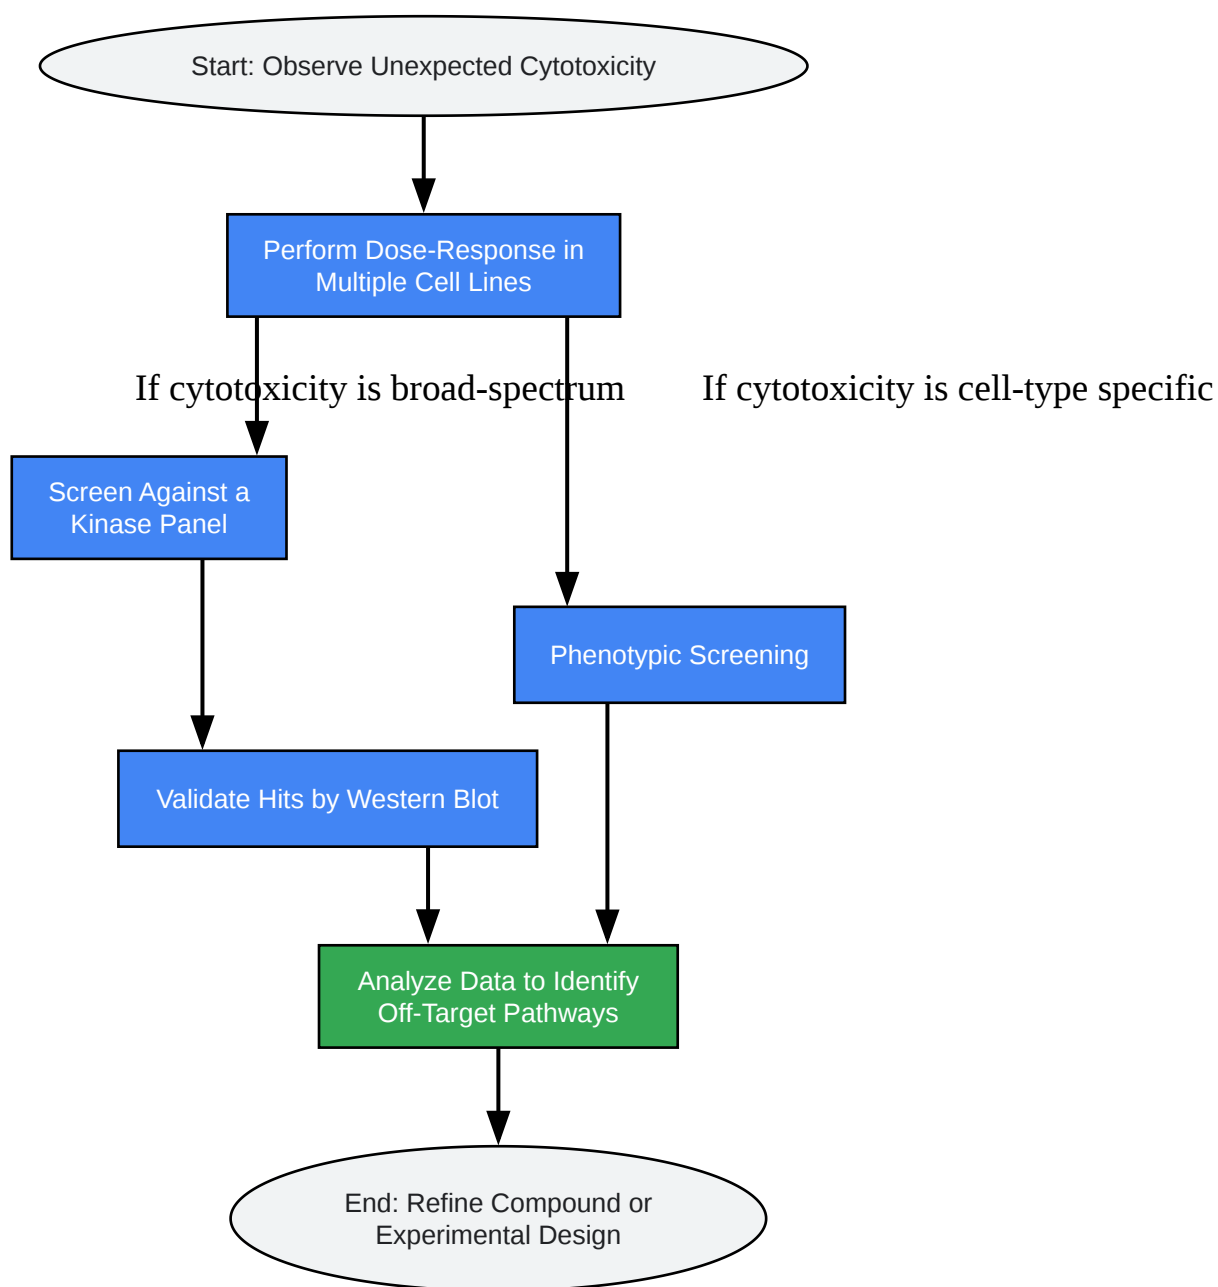 Start: Observe Unexpected Cytotoxicity
Perform Dose-Response in
Multiple Cell Lines
If cytotoxicity is broad-spectrum
If cytotoxicity is cell-type specific
Screen Against a
Kinase Panel
Phenotypic Screening
Validate Hits by Western Blot
Analyze Data to Identify
Off-Target Pathways
End: Refine Compound or
Experimental Design